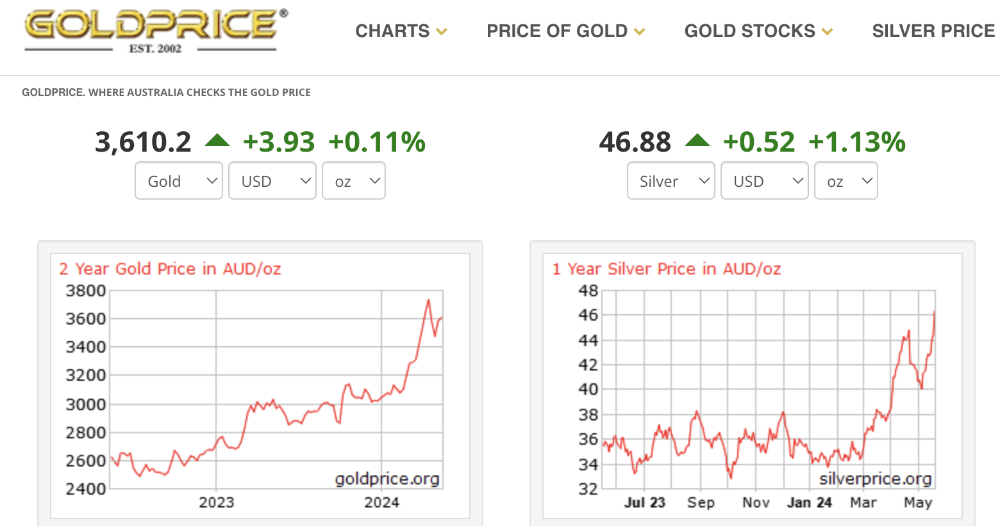 GOLDPRICE®
EST. 2002
CHARTS PRICE OF GOLD GOLD STOCKS SILVER PRICE
GOLDPRICE. WHERE AUSTRALIA CHECKS THE GOLD PRICE
3,610.2 +3.93 +0.11%
Gold USD oz
46.88 +0.52 +1.13%
Silver USD oz
2 Year Gold Price in AUD/oz
3800
3600
3400
3200
3000
2800
2600
2400
goldprice.org
2023 2024
1 Year Silver Price in AUD/oz
48
46
44
42
40
38
36
34
32
silverprice.org
Jul 23 Sep Nov Jan 24 Mar May